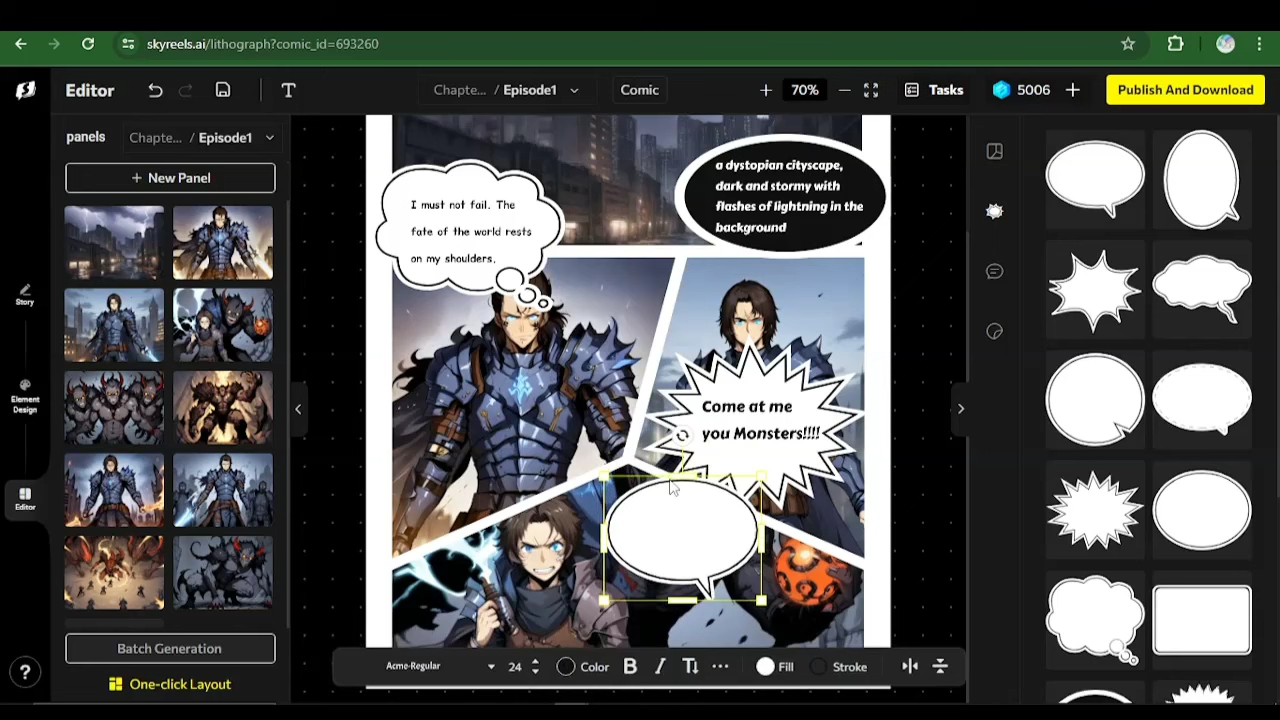 skyreels.ai/lithograph?comic_id=693260
Editor
T
Chapte... / Episode1
Comic
70%
Tasks
5006
Publish And Download
panels
Chapte... / Episode1
+ New Panel
Story
Element
Design
Editor
Batch Generation
One-click Layout
?
I must not fail. The
fate of the world rests
on my shoulders.
a dystopian cityscape,
dark and stormy with
flashes of lightning in the
background
Come at me
you Monsters!!!!
Acme-Regular
24
Color
B
I
T
...
Fill
Stroke